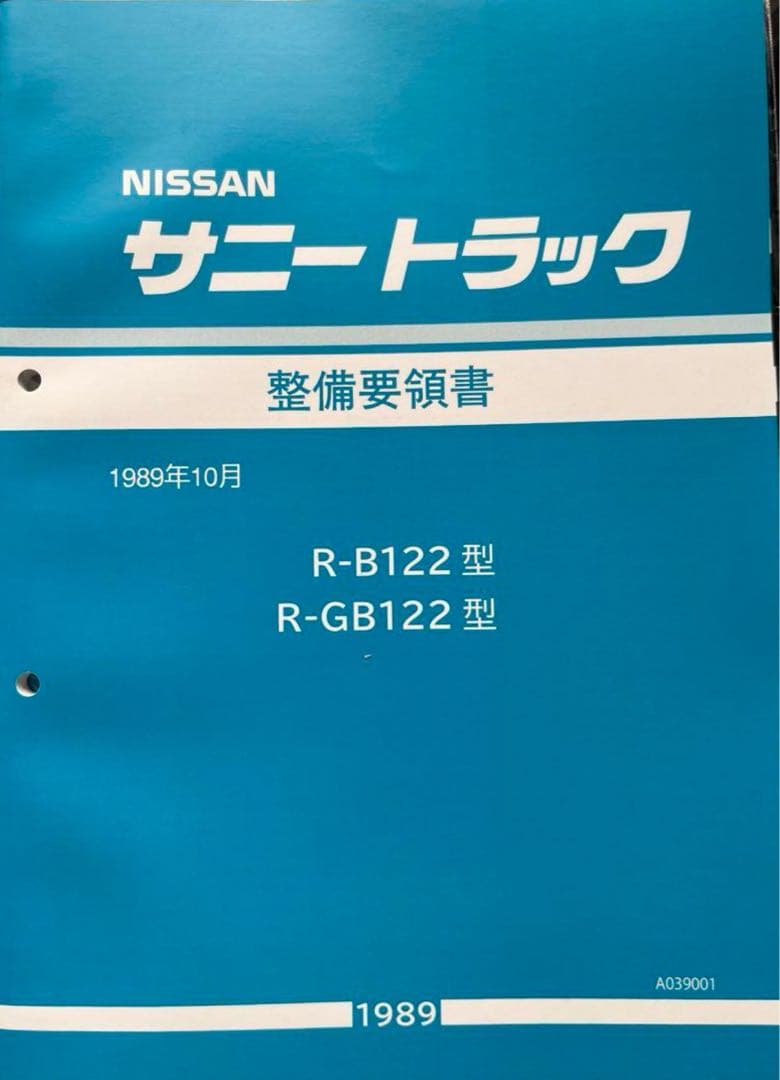 NISSAN
サニートラック
整備要領書
1989年10月
R-B122 型
R-GB122 型
A039001
1989